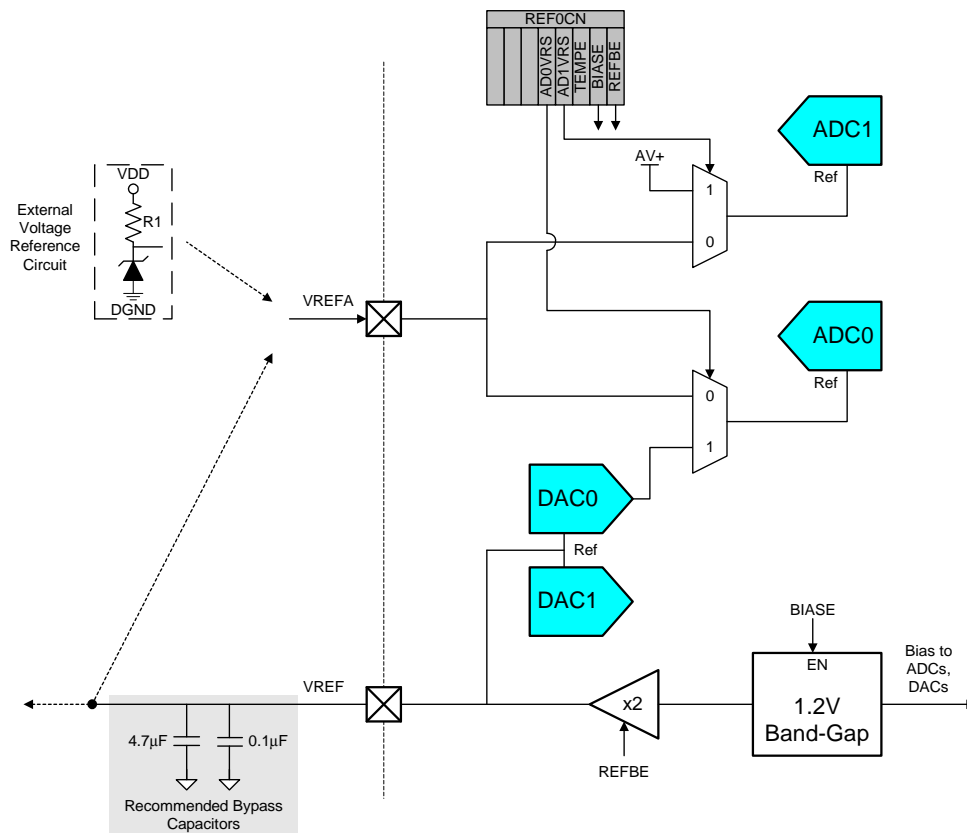 REF0CN
AD0VRS
AD1VRS
TEMPE
BIASE
REFBE
ADC1
Ref
AV+
1
0
External
Voltage
Reference
Circuit
VDD
R1
DGND
VREFA
ADC0
Ref
0
1
DAC0
Ref
DAC1
BIASE
EN
1.2V
Band-Gap
Bias to
ADCs,
DACs
x2
REFBE
VREF
4.7μF
0.1μF
Recommended Bypass
Capacitors